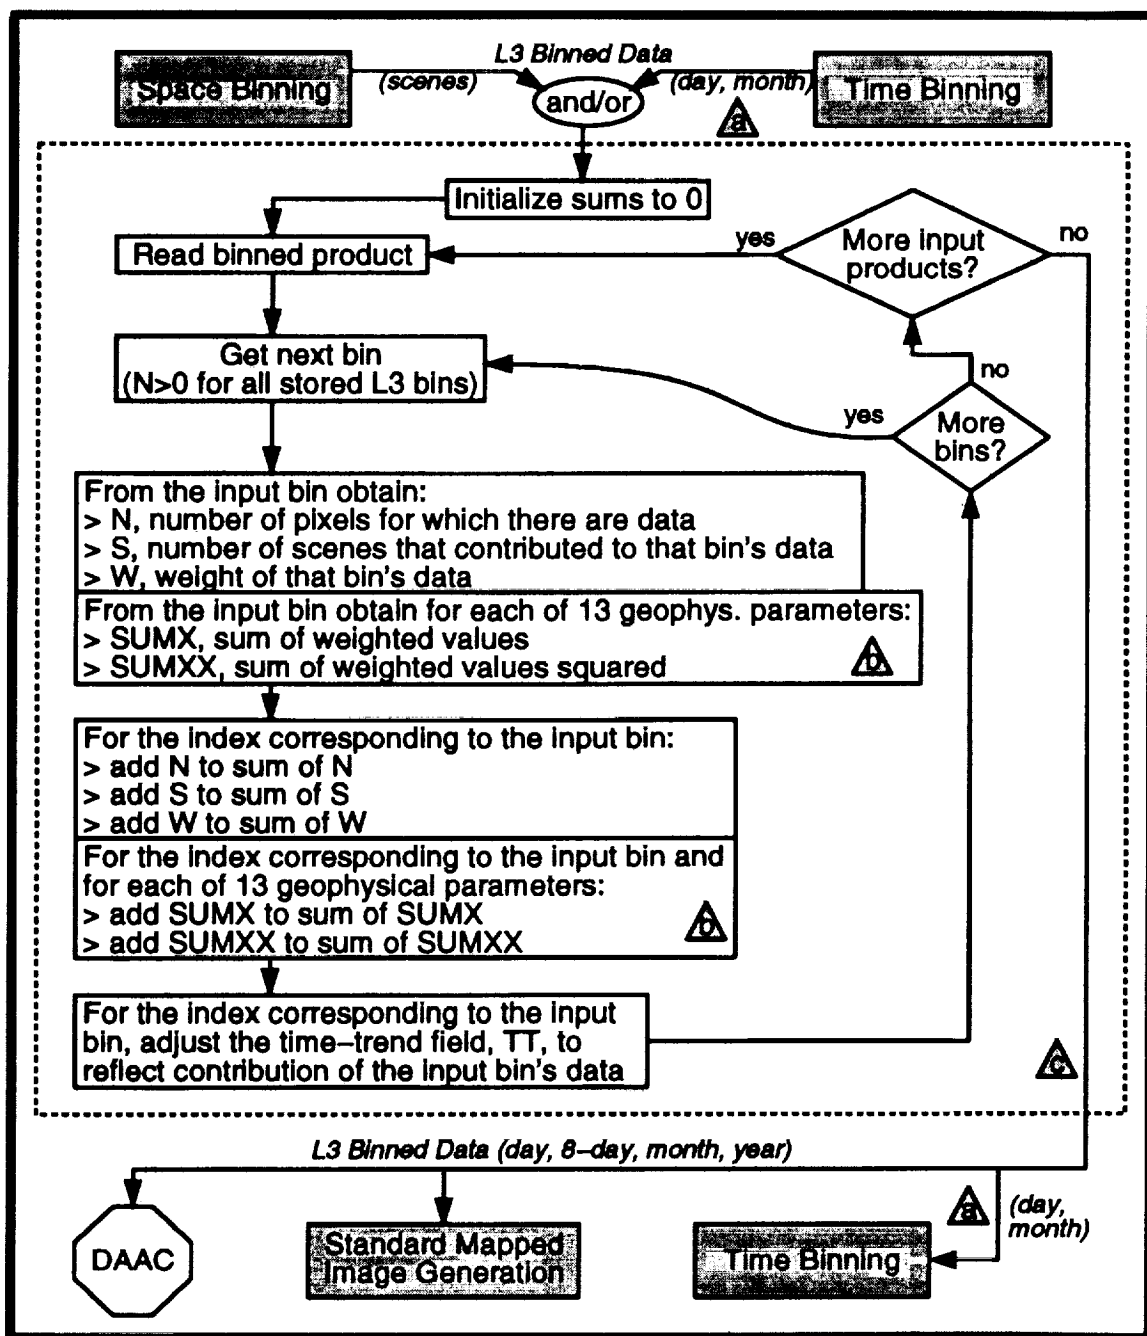 L3 Binned Data
Space Binning
(scenes)
and/or
(day, month)
Time Binning
a
Initialize sums to 0
Read binned product
yes
More input
products?
no
Get next bin
(N>0 for all stored L3 bins)
no
yes
More
bins?
From the input bin obtain:
> N, number of pixels for which there are data
> S, number of scenes that contributed to that bin's data
> W, weight of that bin's data
From the input bin obtain for each of 13 geophys. parameters:
> SUMX, sum of weighted values
> SUMXX, sum of weighted values squared
b
For the index corresponding to the input bin:
> add N to sum of N
> add S to sum of S
> add W to sum of W
For the index corresponding to the input bin and
for each of 13 geophysical parameters:
> add SUMX to sum of SUMX
> add SUMXX to sum of SUMXX
b
For the index corresponding to the input
bin, adjust the time–trend field, TT, to
reflect contribution of the input bin's data
c
L3 Binned Data (day, 8–day, month, year)
DAAC
Standard Mapped
Image Generation
a
(day,
month)
Time Binning